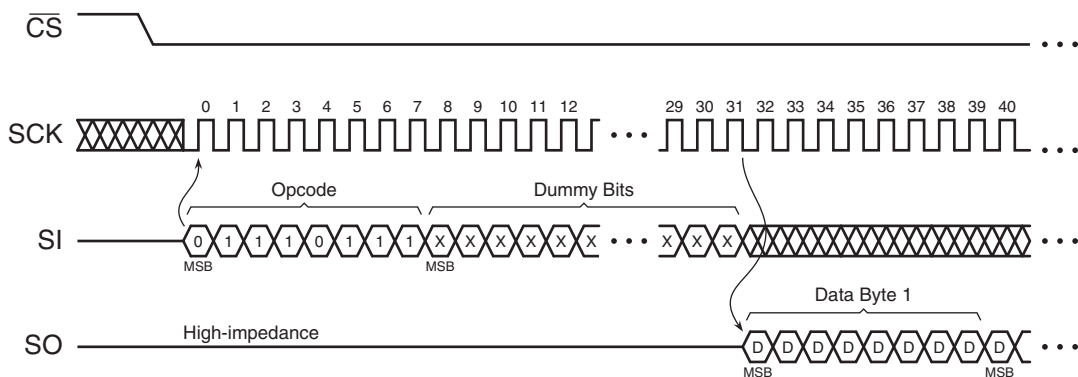 CS
0 1 2 3 4 5 6 7 8 9 10 11 12 29 30 31 32 33 34 35 36 37 38 39 40
SCK
Opcode Dummy Bits
SI 0 1 1 1 0 1 1 1 X X X X X X X X X
MSB MSB
Data Byte 1
High-impedance
SO D D D D D D D D D
MSB MSB